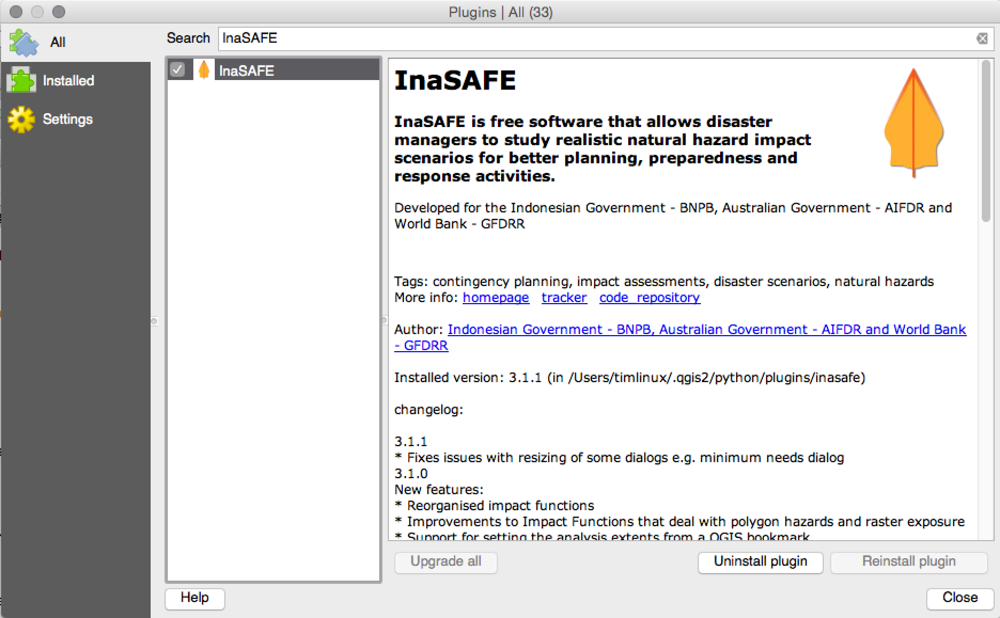 Plugins | All (33)
All
Installed
Settings
Search InaSAFE
InaSAFE
InaSAFE
InaSAFE is free software that allows disaster
managers to study realistic natural hazard impact
scenarios for better planning, preparedness and
response activities.
Developed for the Indonesian Government - BNPB, Australian Government - AIFDR and
World Bank - GFDRR
Tags: contingency planning, impact assessments, disaster scenarios, natural hazards
More info: homepage tracker code_repository
Author: Indonesian Government - BNPB, Australian Government - AIFDR and World Bank
- GFDRR
Installed version: 3.1.1 (in /Users/timlinux/.qgis2/python/plugins/inasafe)
changelog:
3.1.1
* Fixes issues with resizing of some dialogs e.g. minimum needs dialog
3.1.0
New features:
* Reorganised impact functions
* Improvements to Impact Functions that deal with polygon hazards and raster exposure
* Support for setting the analysis extents from a QGIS bookmark
Upgrade all
Uninstall plugin
Reinstall plugin
Help
Close